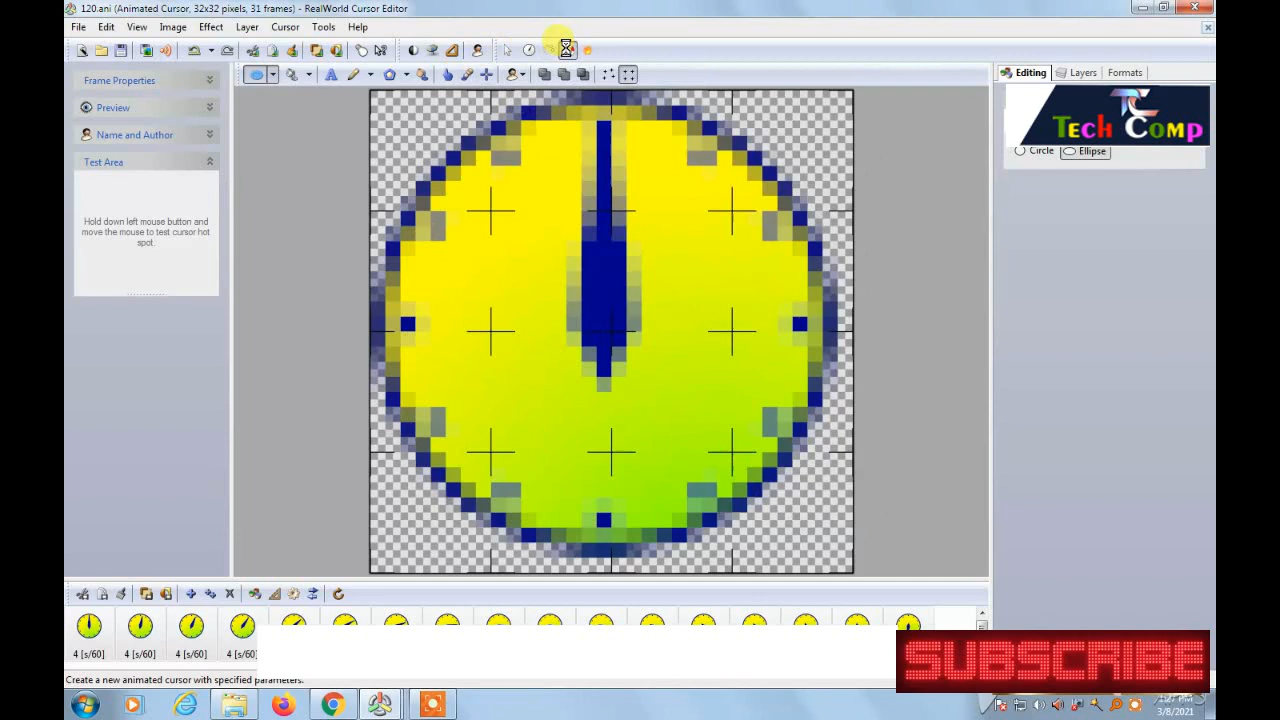 120.ani (Animated Cursor, 32x32 pixels, 31 frames) - RealWorld Cursor Editor
File Edit View Image Effect Layer Cursor Tools Help
Frame Properties
Preview
Name and Author
Test Area
Hold down left mouse button and
move the mouse to test cursor hot
spot.
Editing Layers Formats
TC
Tech Comp
Circle Ellipse
4 [s/60] 4 [s/60] 4 [s/60] 4 [s/60]
SUBSCRIBE
Create a new animated cursor with specified parameters.
3/8/2021